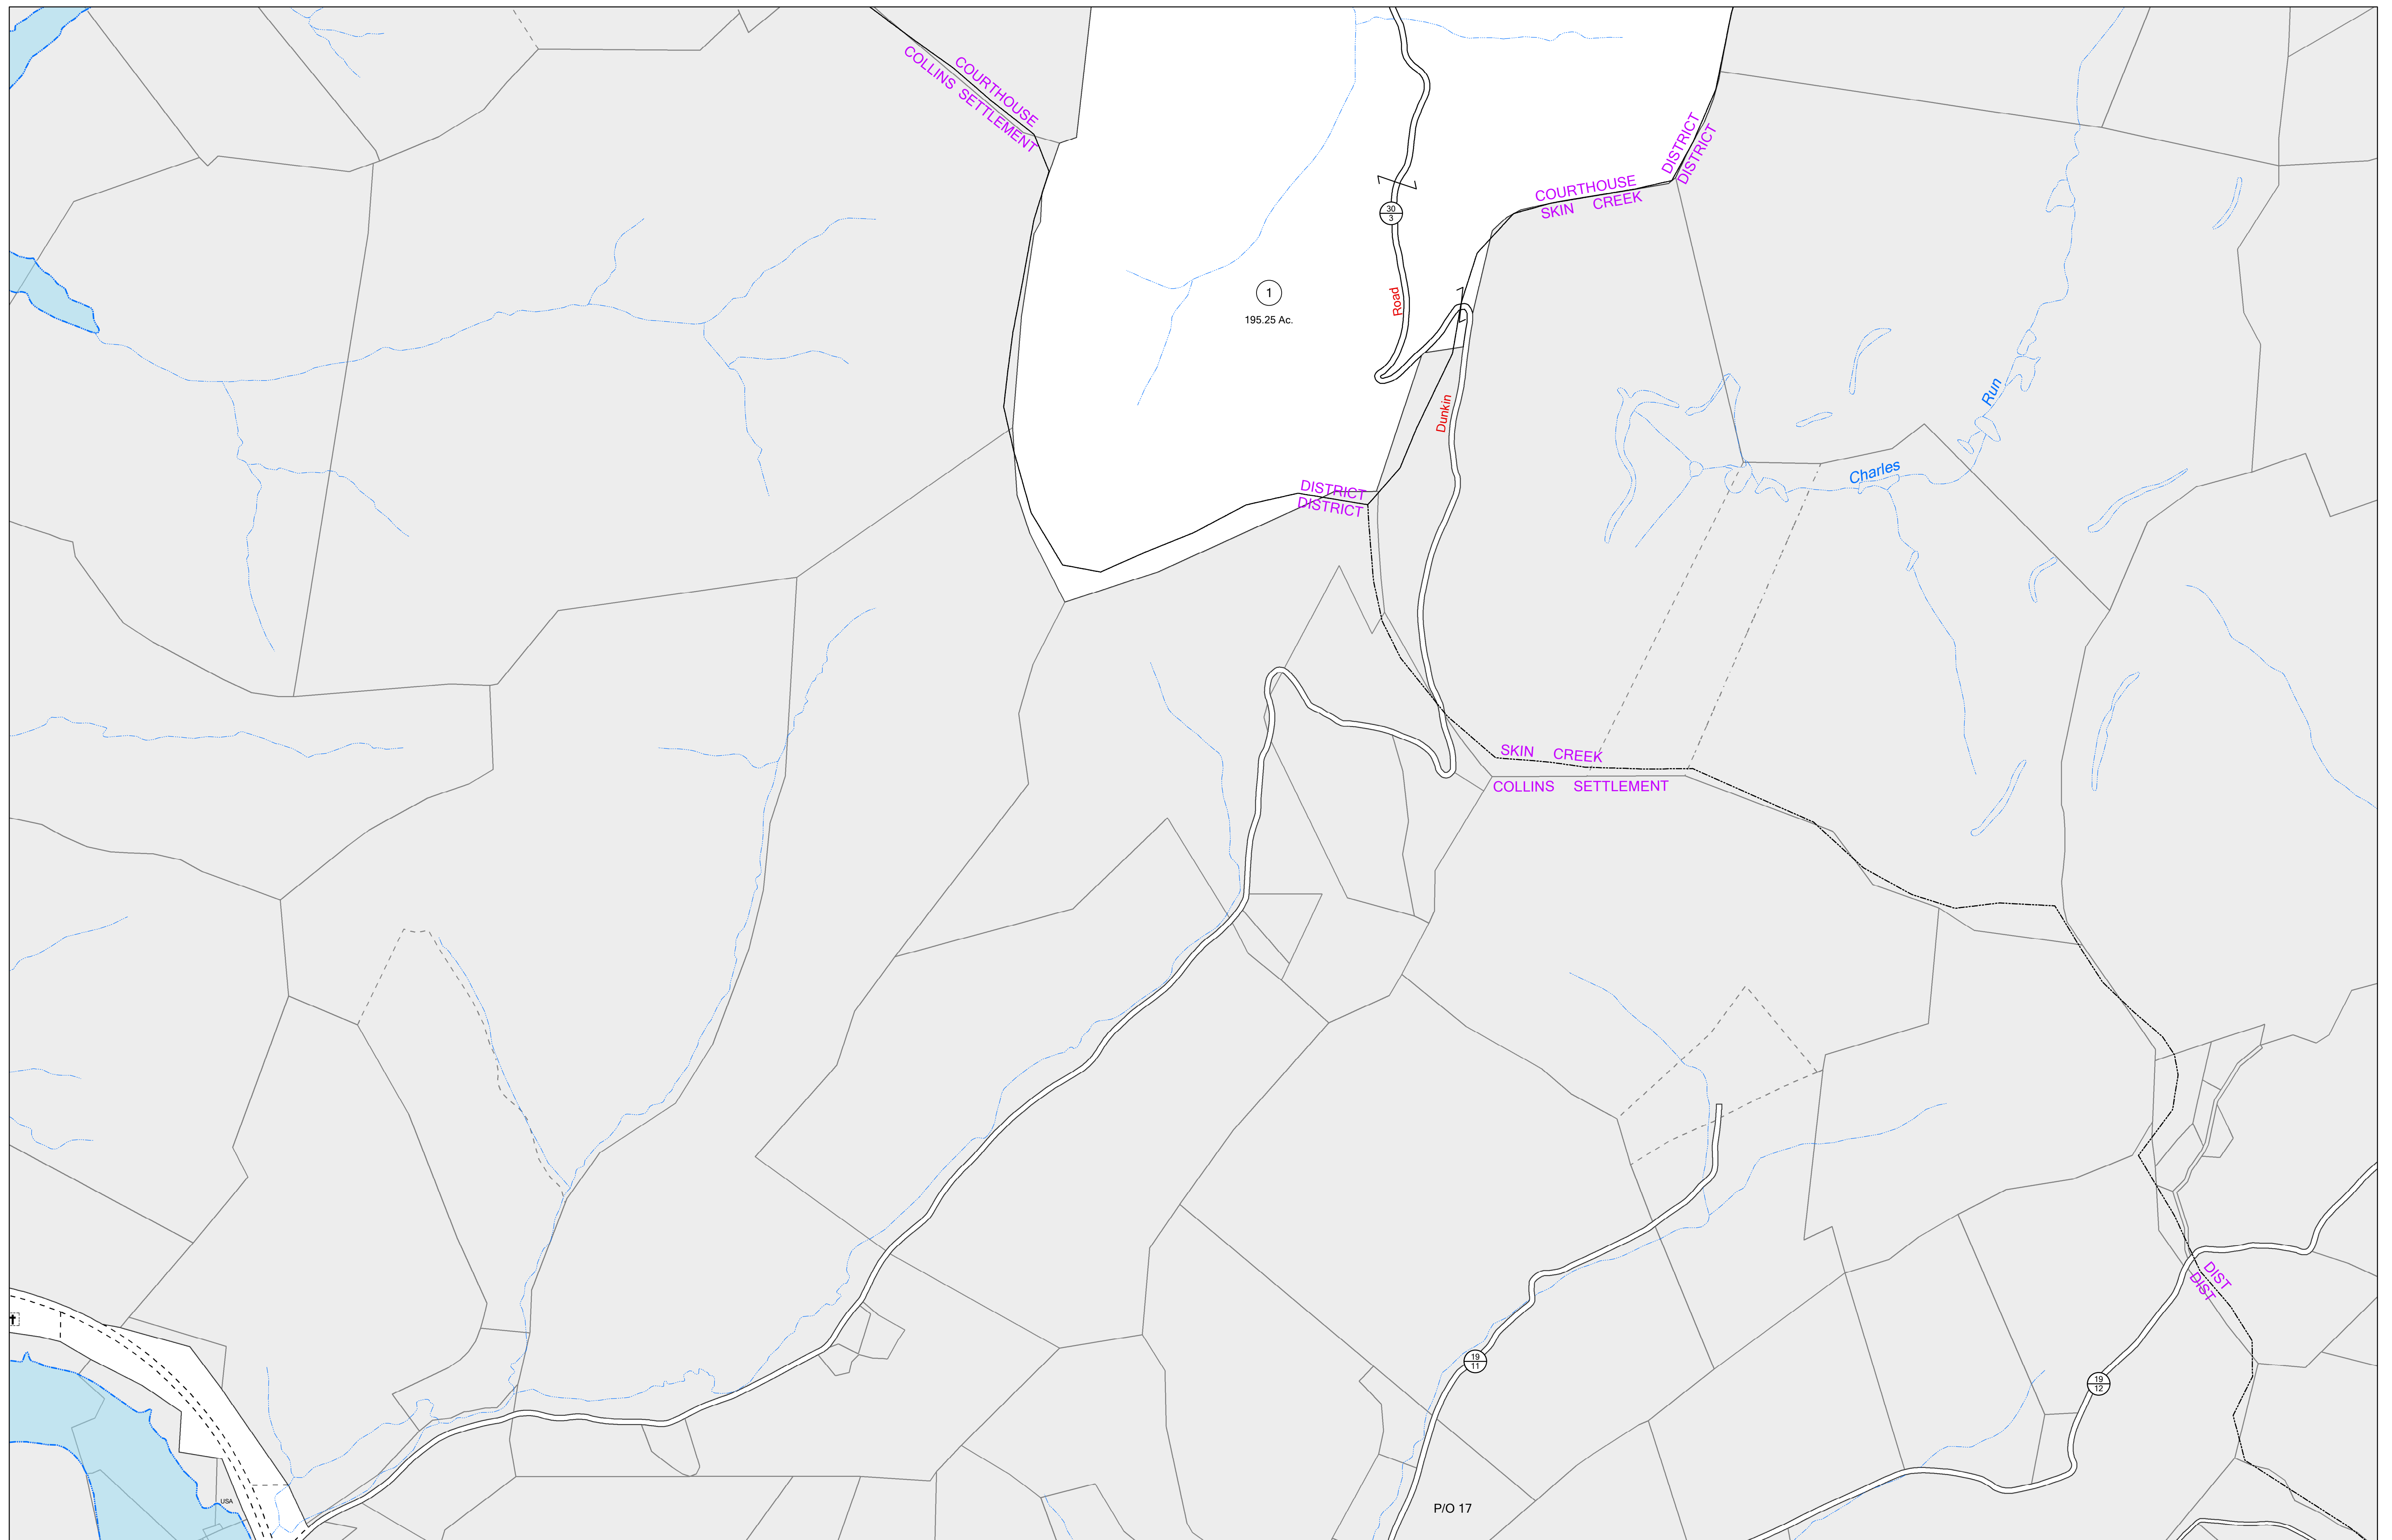 COURTHOUSE
COLLINS SETTLEMENT
DISTRICT
DISTRICT
COURTHOUSE
SKIN CREEK
30
3
1
195.25 Ac.
Road
Dunkin
Run
Charles
DISTRICT
DISTRICT
SKIN CREEK
COLLINS SETTLEMENT
DIST
DIST
19
11
19
12
USA
P/O 17